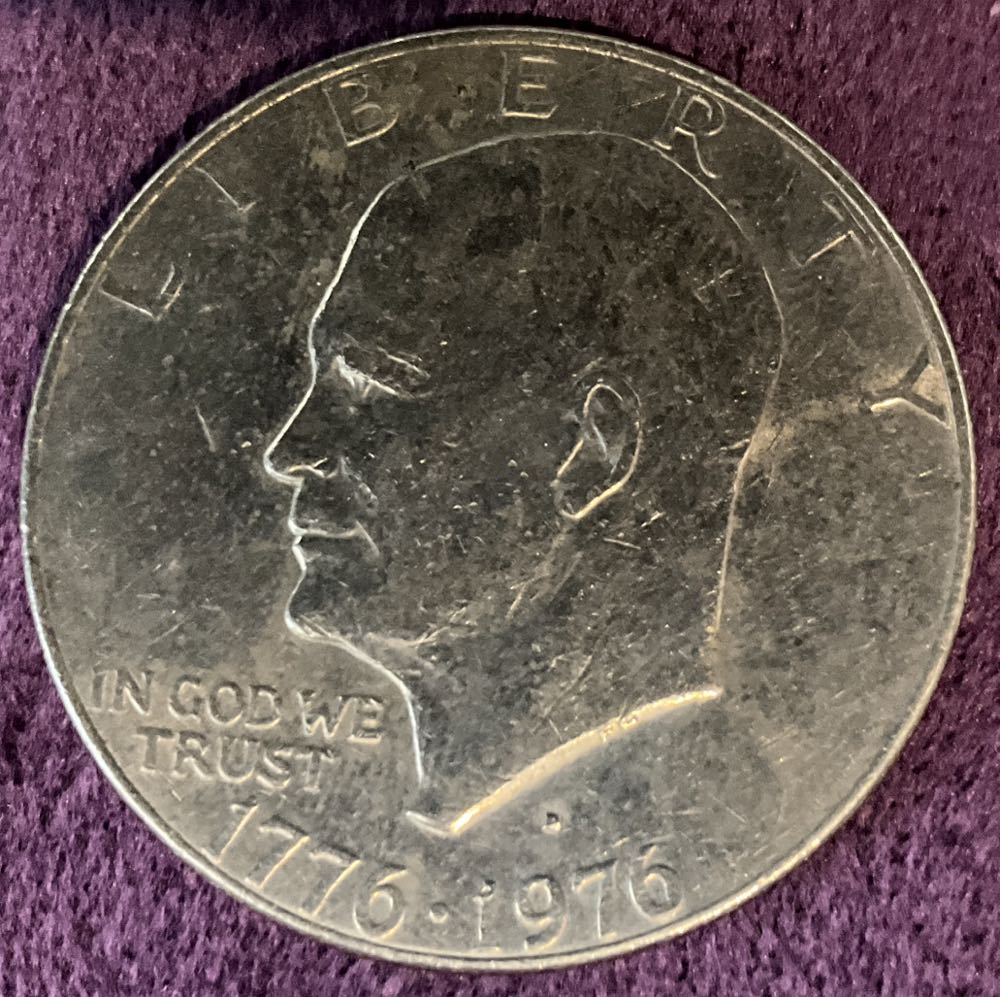 LIBERTY
IN GOD WE
TRUST
D
1776·1976